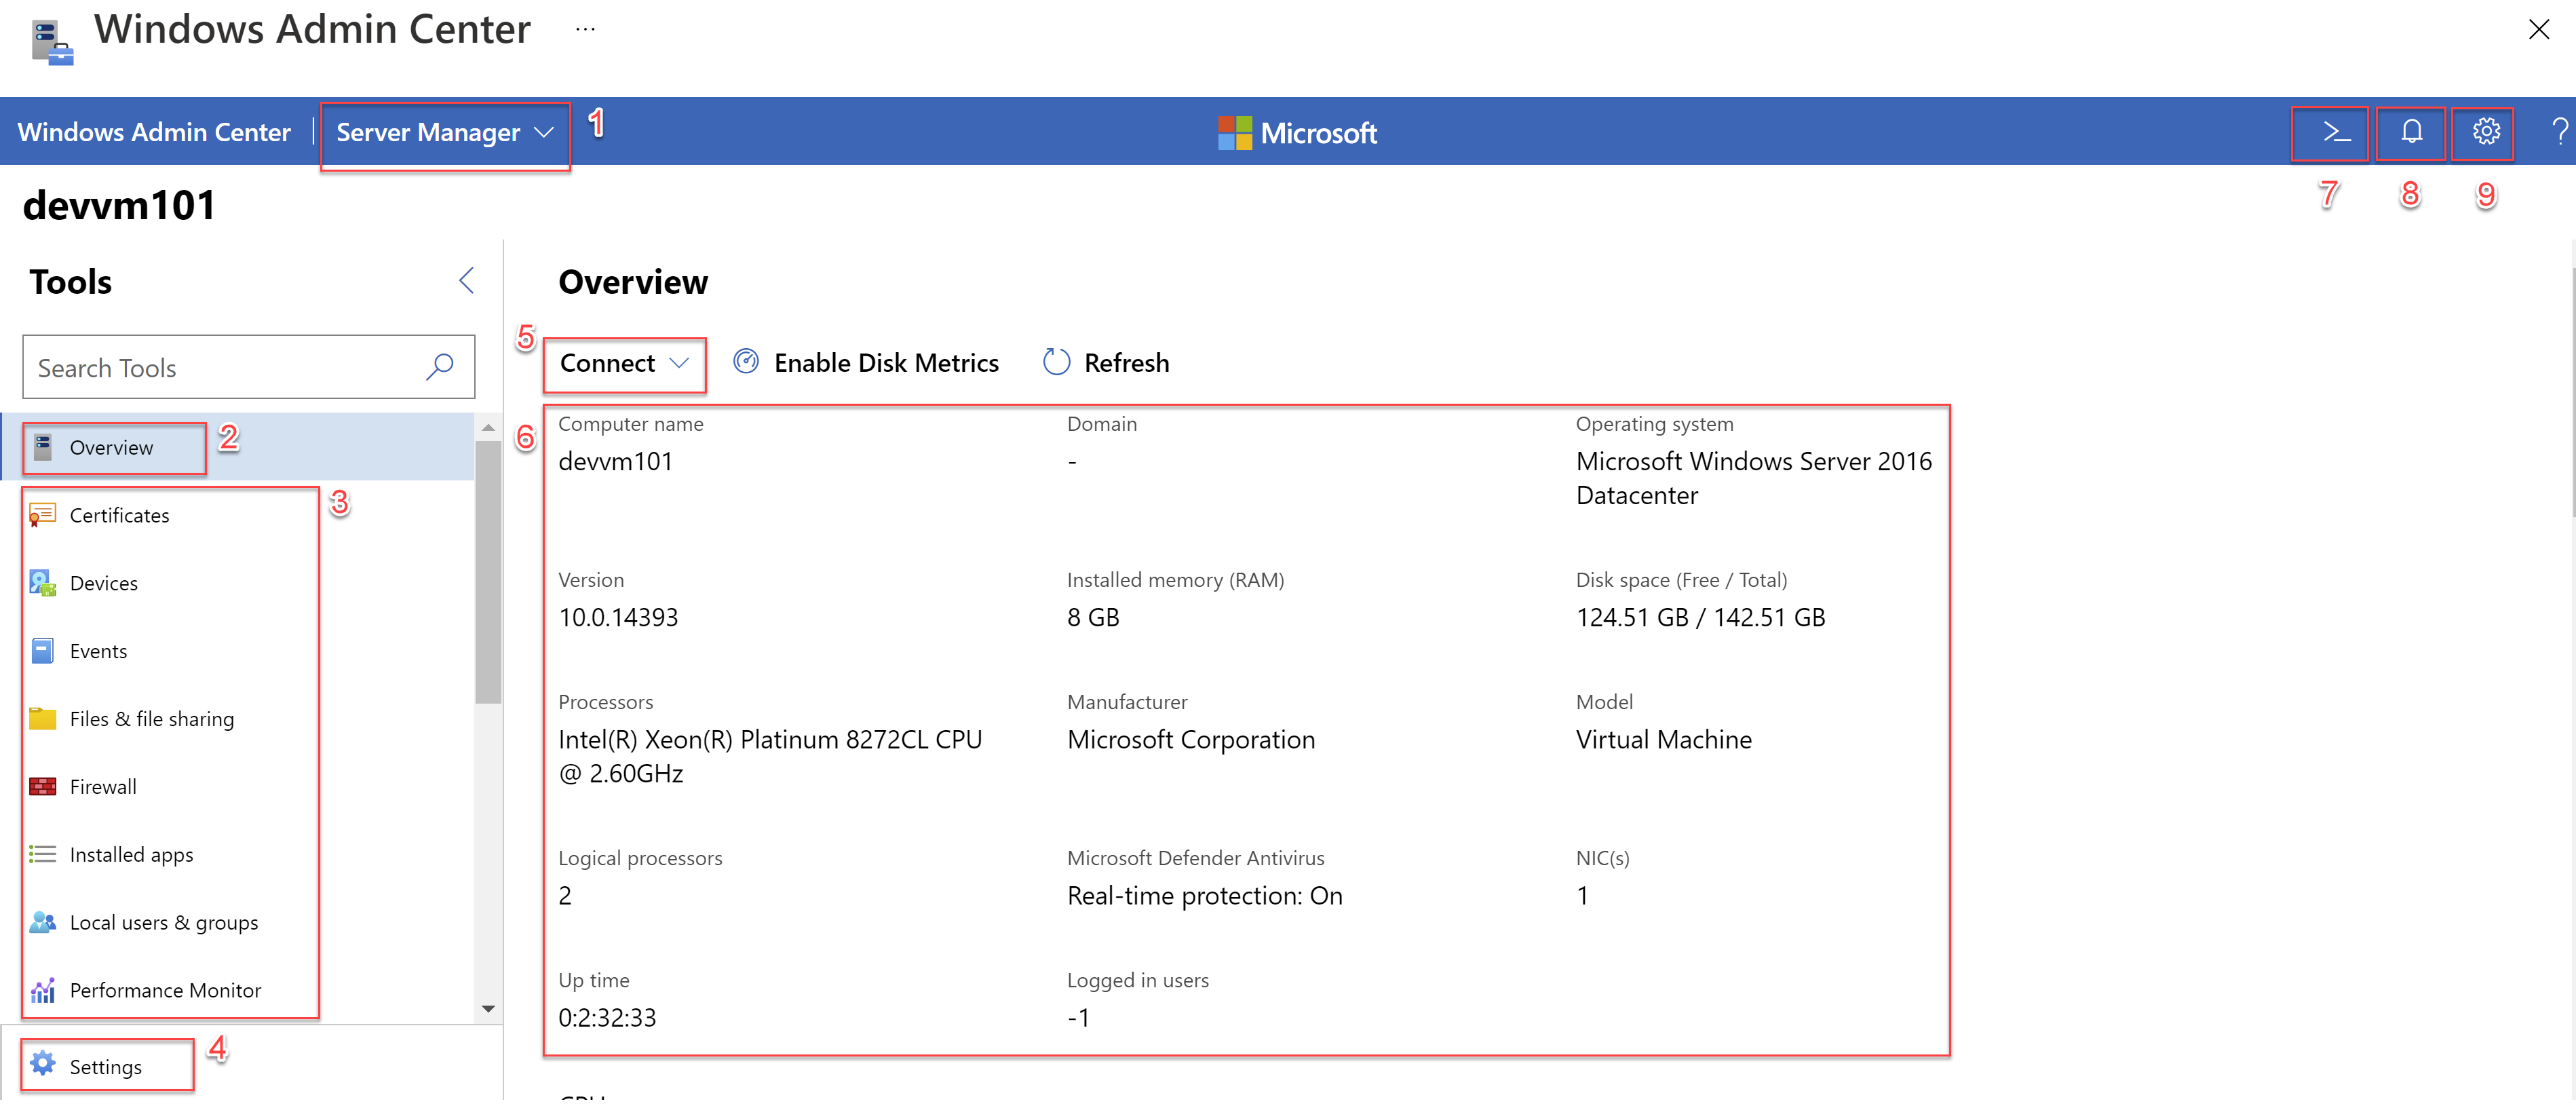 Windows Admin Center ...
Windows Admin Center | Server Manager 1
Microsoft
>_ ?
7 8 9
devvm101
Tools
Search Tools
Overview 2
3
Certificates
Devices
Events
Files & file sharing
Firewall
Installed apps
Local users & groups
Performance Monitor
Settings 4
Overview
5
Connect Enable Disk Metrics Refresh
6
Computer name
devvm101
Domain
-
Operating system
Microsoft Windows Server 2016
Datacenter
Version
10.0.14393
Installed memory (RAM)
8 GB
Disk space (Free / Total)
124.51 GB / 142.51 GB
Processors
Intel(R) Xeon(R) Platinum 8272CL CPU
@ 2.60GHz
Manufacturer
Microsoft Corporation
Model
Virtual Machine
Logical processors
2
Microsoft Defender Antivirus
Real-time protection: On
NIC(s)
1
Up time
0:2:32:33
Logged in users
-1